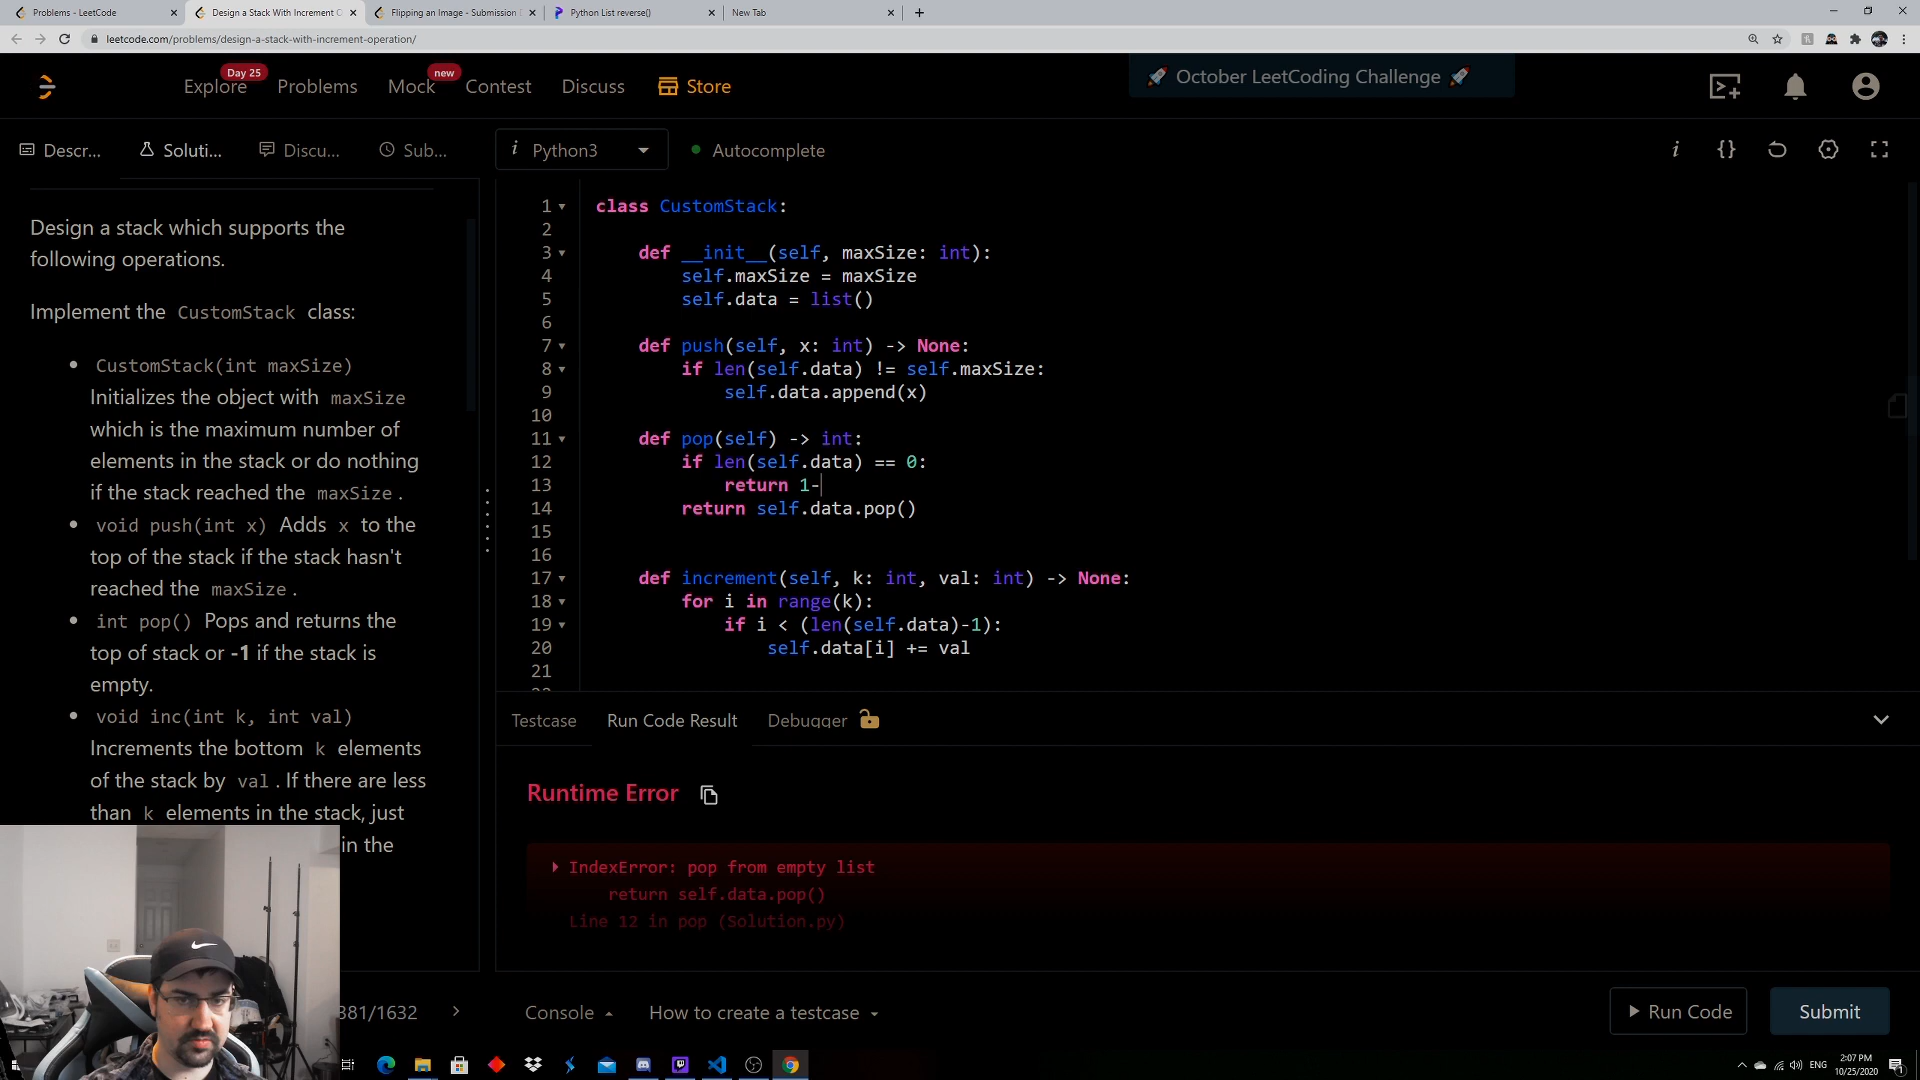 Problems - LeetCode
Design a Stack With Increment O
Flipping an Image - Submission D
Python List reverse()
New Tab
leetcode.com/problems/design-a-stack-with-increment-operation/
Explore
Day 25
Problems
Mock
new
Contest
Discuss
Store
🚀 October LeetCoding Challenge 🚀
Descr...
Soluti...
Discu...
Sub...
i Python3
Autocomplete
i {}
Design a stack which supports the
following operations.
Implement the CustomStack class:
• CustomStack(int maxSize)
Initializes the object with maxSize
which is the maximum number of
elements in the stack or do nothing
if the stack reached the maxSize.
• void push(int x) Adds x to the
top of the stack if the stack hasn't
reached the maxSize.
• int pop() Pops and returns the
top of stack or -1 if the stack is
empty.
• void inc(int k, int val)
Increments the bottom k elements
of the stack by val. If there are less
than k elements in the stack, just
in the
1 class CustomStack:
2
3 def __init__(self, maxSize: int):
4 self.maxSize = maxSize
5 self.data = list()
6
7 def push(self, x: int) -> None:
8 if len(self.data) != self.maxSize:
9 self.data.append(x)
10
11 def pop(self) -> int:
12 if len(self.data) == 0:
13 return 1-
14 return self.data.pop()
15
16
17 def increment(self, k: int, val: int) -> None:
18 for i in range(k):
19 if i < (len(self.data)-1):
20 self.data[i] += val
21
Testcase
Run Code Result
Debugger
Runtime Error
IndexError: pop from empty list
return self.data.pop()
Line 12 in pop (Solution.py)
381/1632
Console
How to create a testcase
Run Code
Submit
ENG
2:07 PM
10/25/2020